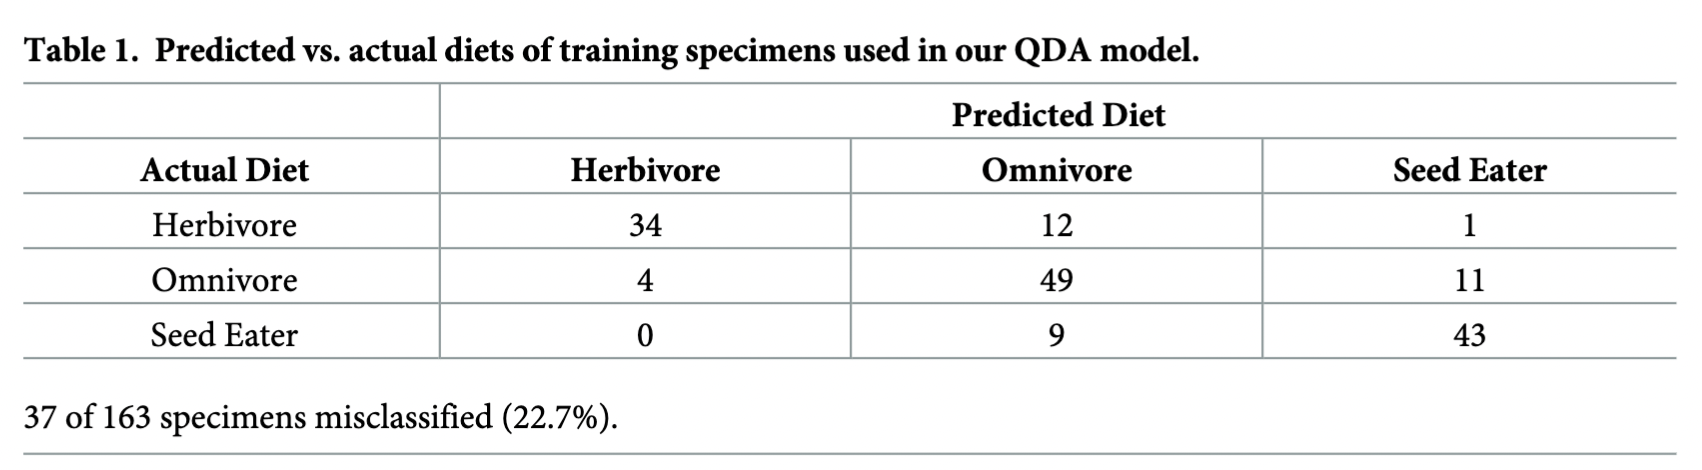 Table 1. Predicted vs. actual diets of training specimens used in our QDA model.
Predicted Diet
Actual Diet Herbivore Omnivore Seed Eater
Herbivore 34 12 1
Omnivore 4 49 11
Seed Eater 0 9 43
37 of 163 specimens misclassified (22.7%).